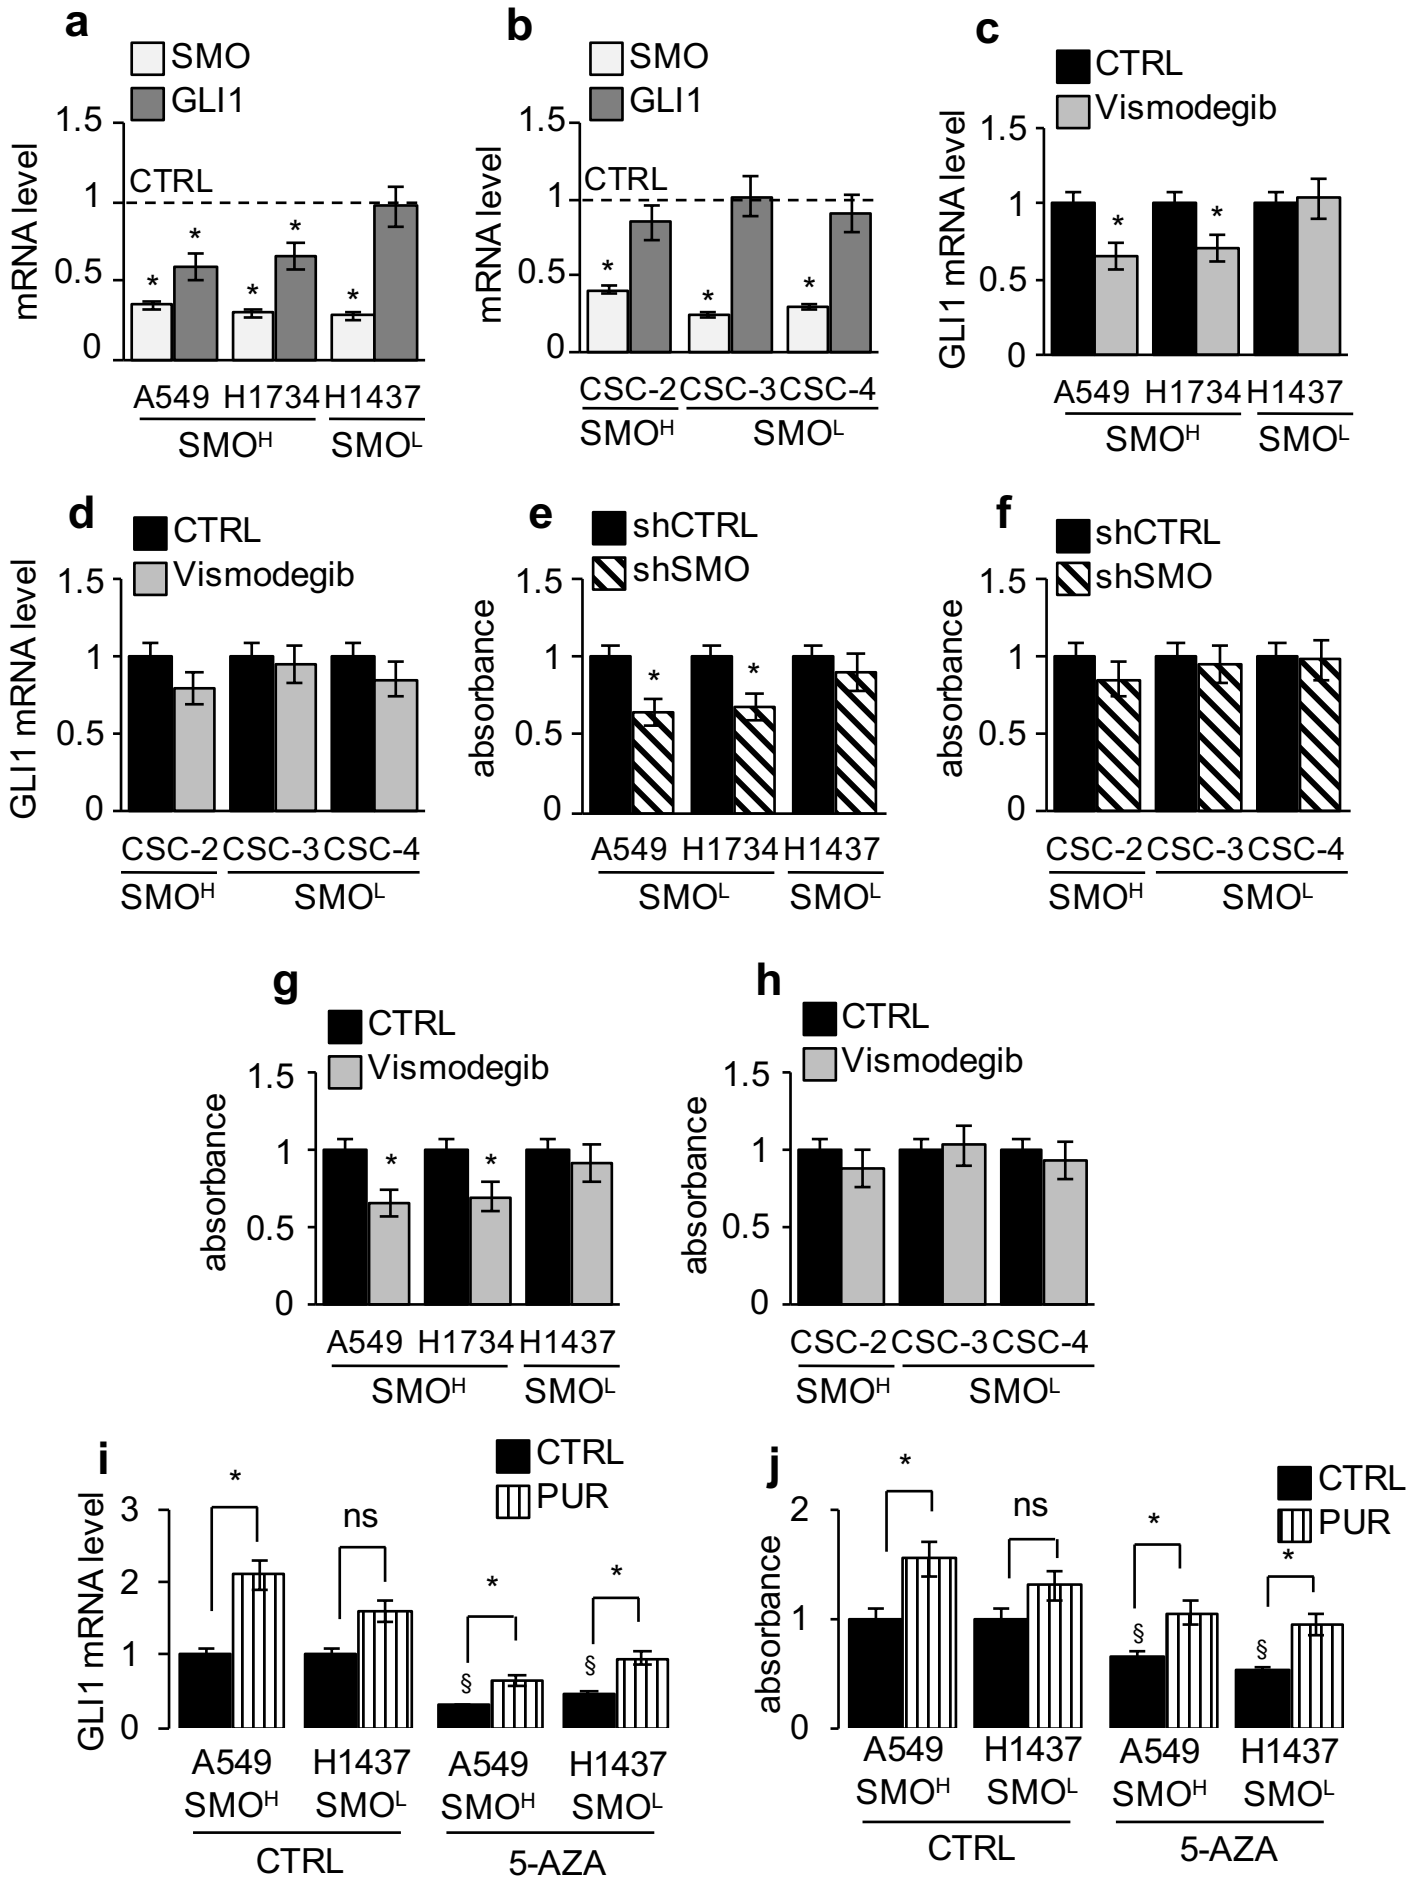 a
SMO
GLI1
mRNA level
1.5
1
0.5
0
CTRL
* * * * *
A549 H1734 H1437
SMOᴴ SMOᴸ
b
SMO
GLI1
mRNA level
1.5
1
0.5
0
CTRL
* * *
CSC-2 CSC-3 CSC-4
SMOᴴ SMOᴸ
c
CTRL
Vismodegib
GLI1 mRNA level
1.5
1
0.5
0
* *
A549 H1734 H1437
SMOᴴ SMOᴸ
d
CTRL
Vismodegib
GLI1 mRNA level
1.5
1
0.5
0
CSC-2 CSC-3 CSC-4
SMOᴴ SMOᴸ
e
shCTRL
shSMO
absorbance
1.5
1
0.5
0
* *
A549 H1734 H1437
SMOᴸ SMOᴸ
f
shCTRL
shSMO
absorbance
1.5
1
0.5
0
CSC-2 CSC-3 CSC-4
SMOᴴ SMOᴸ
g
CTRL
Vismodegib
absorbance
1.5
1
0.5
0
* *
A549 H1734 H1437
SMOᴴ SMOᴸ
h
CTRL
Vismodegib
absorbance
1.5
1
0.5
0
CSC-2 CSC-3 CSC-4
SMOᴴ SMOᴸ
i
CTRL
PUR
GLI1 mRNA level
3
2
1
0
* ns * *
§ §
A549 H1437 A549 H1437
SMOᴴ SMOᴸ SMOᴴ SMOᴸ
CTRL 5-AZA
j
CTRL
PUR
absorbance
2
1
0
* ns * *
§ §
A549 H1437 A549 H1437
SMOᴴ SMOᴸ SMOᴴ SMOᴸ
CTRL 5-AZA